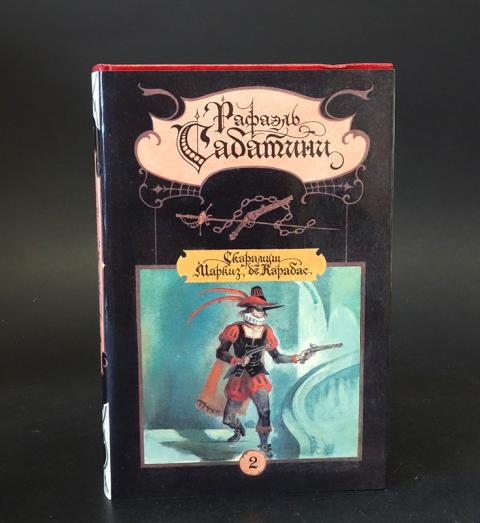 Рафаэль
Сабатини
Скарамуш
Маркиз де Карабас
2